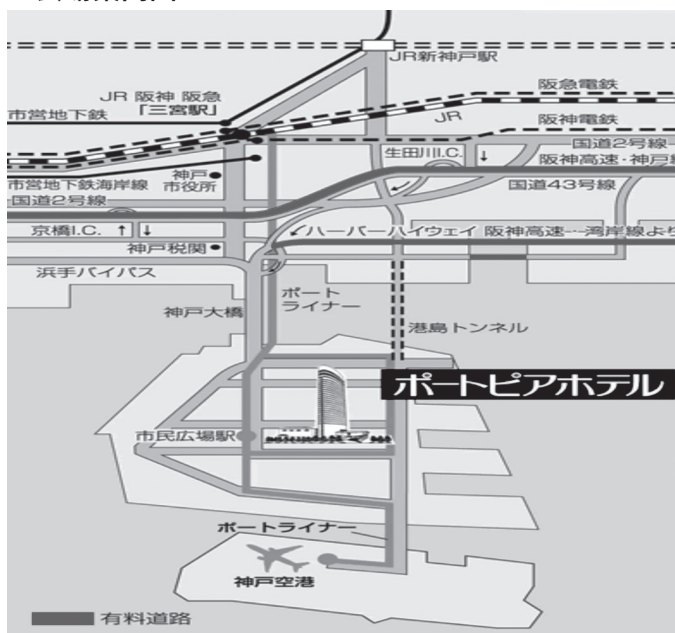 JR新神戸駅
阪急電鉄
JR 阪神 阪急
「三宮駅」
市営地下鉄
JR
阪神電鉄
国道2号線
生田川I.C. ↓
阪神高速・神戸線
神戸
市役所
市営地下鉄海岸線
国道2号線
国道43号線
京橋I.C. ↑ ↓
ハーバーハイウェイ
阪神高速・湾岸線より
神戸税関
浜手バイパス
ポート
ライナー
神戸大橋
港島トンネル
ポートピアホテル
市民広場駅
ポートライナー
神戸空港
有料道路